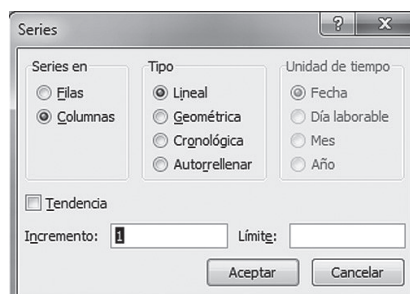 Series
Series en
Filas
Columnas
Tipo
Lineal
Geométrica
Cronológica
Autorrellenar
Unidad de tiempo
Fecha
Día laborable
Mes
Año
Tendencia
Incremento: 1
Límite:
Aceptar
Cancelar